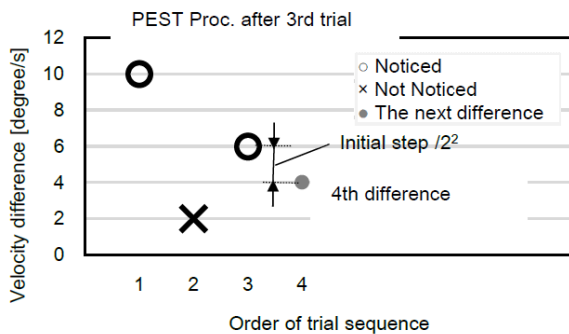 PEST Proc. after 3rd trial
12
10
8
6
4
2
0
Velocity difference [degree/s]
Noticed
Not Noticed
The next difference
Initial step /2²
4th difference
1 2 3 4
Order of trial sequence